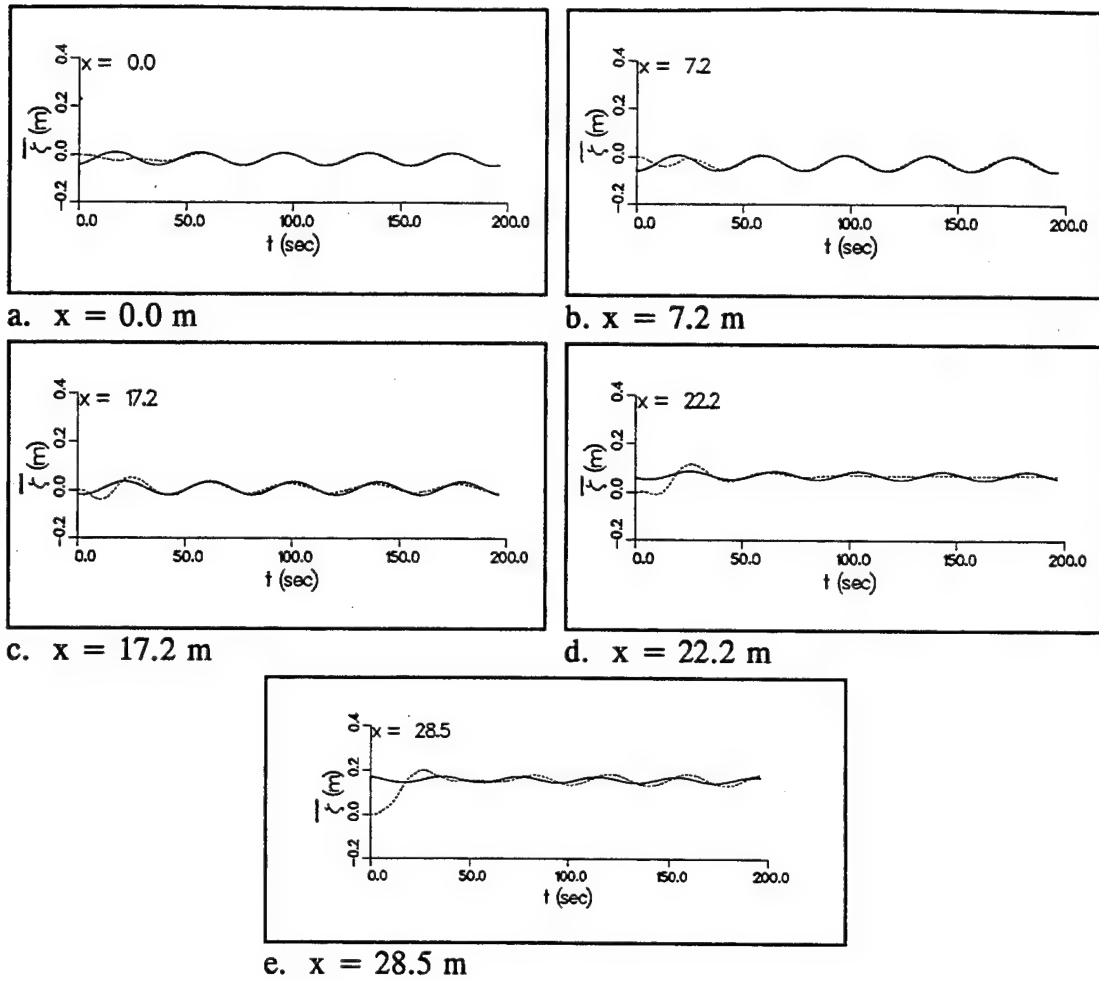 x = 0.0
ζ (m)
0.4
0.2
0.0
-0.2
0.0 50.0 100.0 150.0 200.0
t (sec)
a. x = 0.0 m
x = 7.2
ζ (m)
0.4
0.2
0.0
-0.2
0.0 50.0 100.0 150.0 200.0
t (sec)
b. x = 7.2 m
x = 17.2
ζ (m)
0.4
0.2
0.0
-0.2
0.0 50.0 100.0 150.0 200.0
t (sec)
c. x = 17.2 m
x = 22.2
ζ (m)
0.4
0.2
0.0
-0.2
0.0 50.0 100.0 150.0 200.0
t (sec)
d. x = 22.2 m
x = 28.5
ζ (m)
0.4
0.2
0.0
-0.2
0.0 50.0 100.0 150.0 200.0
t (sec)
e. x = 28.5 m